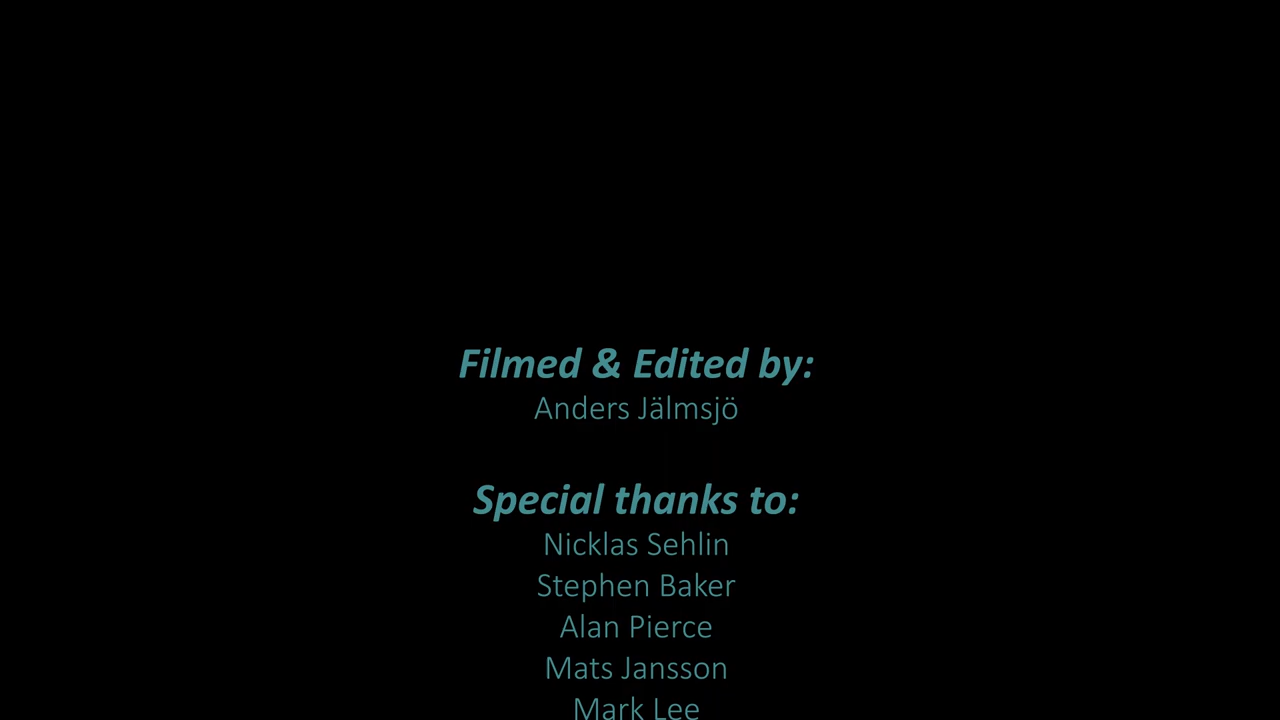 Filmed & Edited by:
Anders Jälmsjö
Special thanks to:
Nicklas Sehlin
Stephen Baker
Alan Pierce
Mats Jansson
Mark Lee